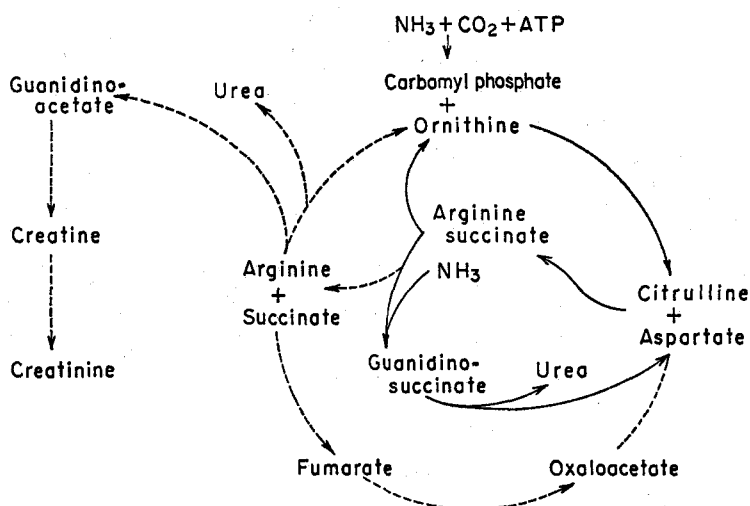 NH3 + CO2 + ATP
Carbamyl phosphate
+
Ornithine
Guanidino-
acetate
Urea
Creatine
Arginine
succinate
Arginine
+
Succinate
NH3
Citrulline
+
Aspartate
Creatinine
Guanidino-
succinate
Urea
Fumarate
Oxaloacetate